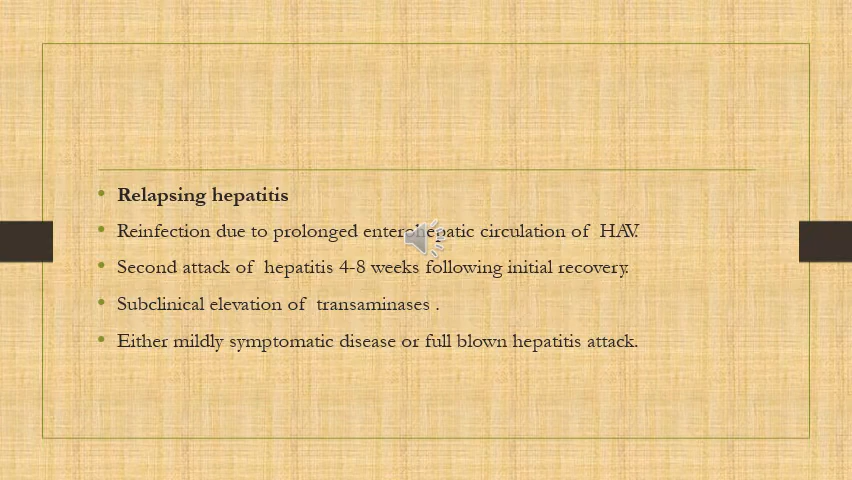 • Relapsing hepatitis
• Reinfection due to prolonged enterohepatic circulation of HAV.
• Second attack of hepatitis 4-8 weeks following initial recovery.
• Subclinical elevation of transaminases .
• Either mildly symptomatic disease or full blown hepatitis attack.